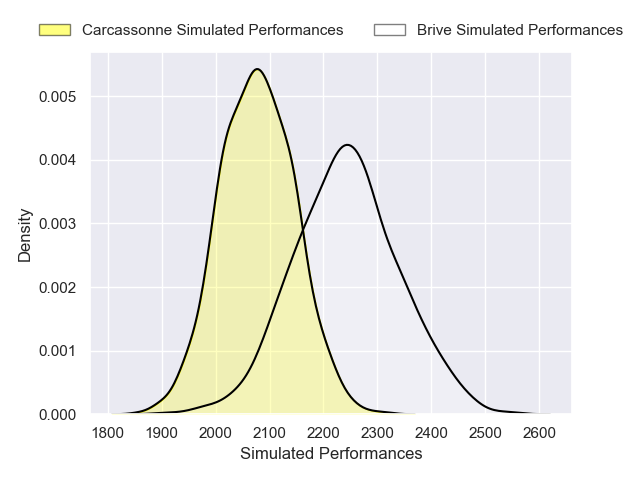 Carcassonne Simulated Performances Brive Simulated Performances
0.005
0.004
0.003
0.002
0.001
0.000
Density
1800 1900 2000 2100 2200 2300 2400 2500 2600
Simulated Performances